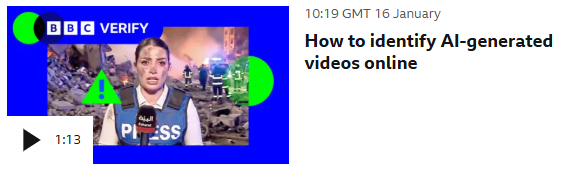 10:19 GMT 16 January
BBC VERIFY
How to identify AI-generated
videos online
!
PRESS
1:13